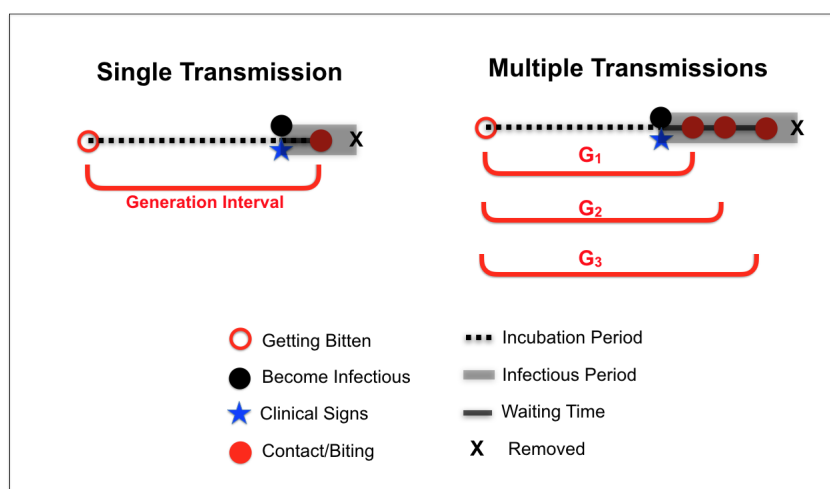 Single Transmission
Multiple Transmissions
X
X
Generation Interval
G₁
G₂
G₃
Getting Bitten
Incubation Period
Become Infectious
Infectious Period
Clinical Signs
Waiting Time
Contact/Biting
X Removed